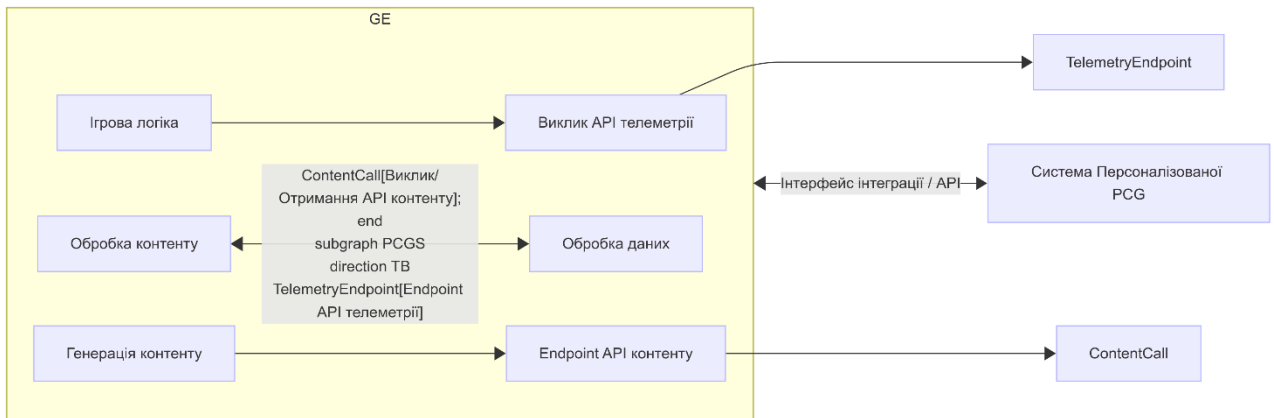 GE
TelemetryEndpoint
Ігрова логіка
Виклик API телеметрії
ContentCall[Виклик/
Отримання API контенту];
end
subgraph PCGS
direction TB
TelemetryEndpoint[Endpoint
API телеметрії]
Інтерфейс інтеграції / API
Система Персоналізованої
PCG
Обробка контенту
Обробка даних
Генерація контенту
Endpoint API контенту
ContentCall